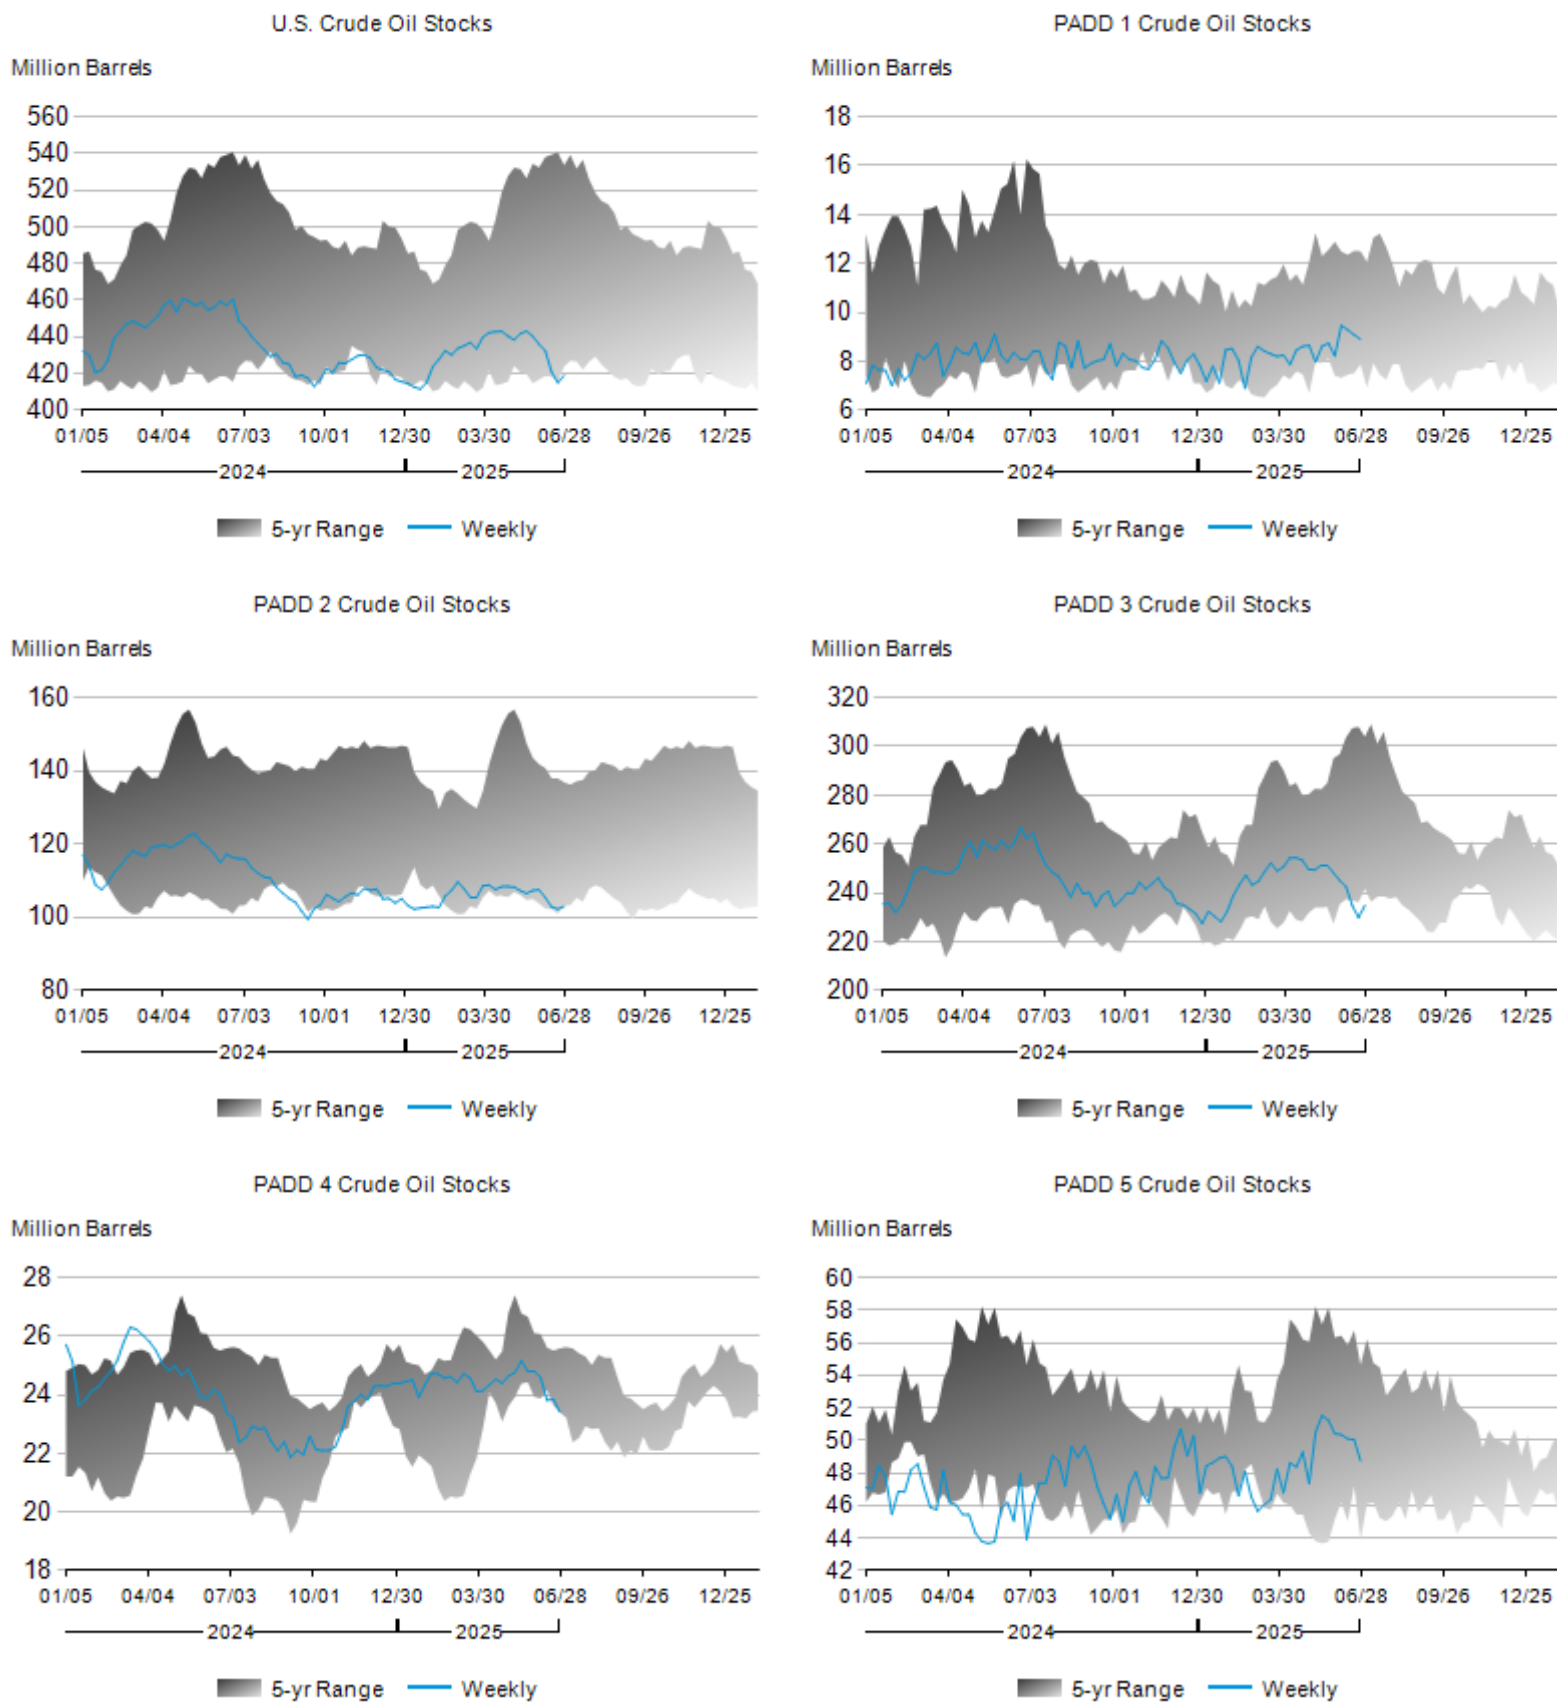 U.S. Crude Oil Stocks
Million Barrels
560
540
520
500
480
460
440
420
400
01/05 04/04 07/03 10/01 12/30 03/30 06/28 09/26 12/25
2024 2025
5-yr Range Weekly
PADD 1 Crude Oil Stocks
Million Barrels
18
16
14
12
10
8
6
01/05 04/04 07/03 10/01 12/30 03/30 06/28 09/26 12/25
2024 2025
5-yr Range Weekly
PADD 2 Crude Oil Stocks
Million Barrels
160
140
120
100
80
01/05 04/04 07/03 10/01 12/30 03/30 06/28 09/26 12/25
2024 2025
5-yr Range Weekly
PADD 3 Crude Oil Stocks
Million Barrels
320
300
280
260
240
220
200
01/05 04/04 07/03 10/01 12/30 03/30 06/28 09/26 12/25
2024 2025
5-yr Range Weekly
PADD 4 Crude Oil Stocks
Million Barrels
28
26
24
22
20
18
01/05 04/04 07/03 10/01 12/30 03/30 06/28 09/26 12/25
2024 2025
5-yr Range Weekly
PADD 5 Crude Oil Stocks
Million Barrels
60
58
56
54
52
50
48
46
44
42
01/05 04/04 07/03 10/01 12/30 03/30 06/28 09/26 12/25
2024 2025
5-yr Range Weekly